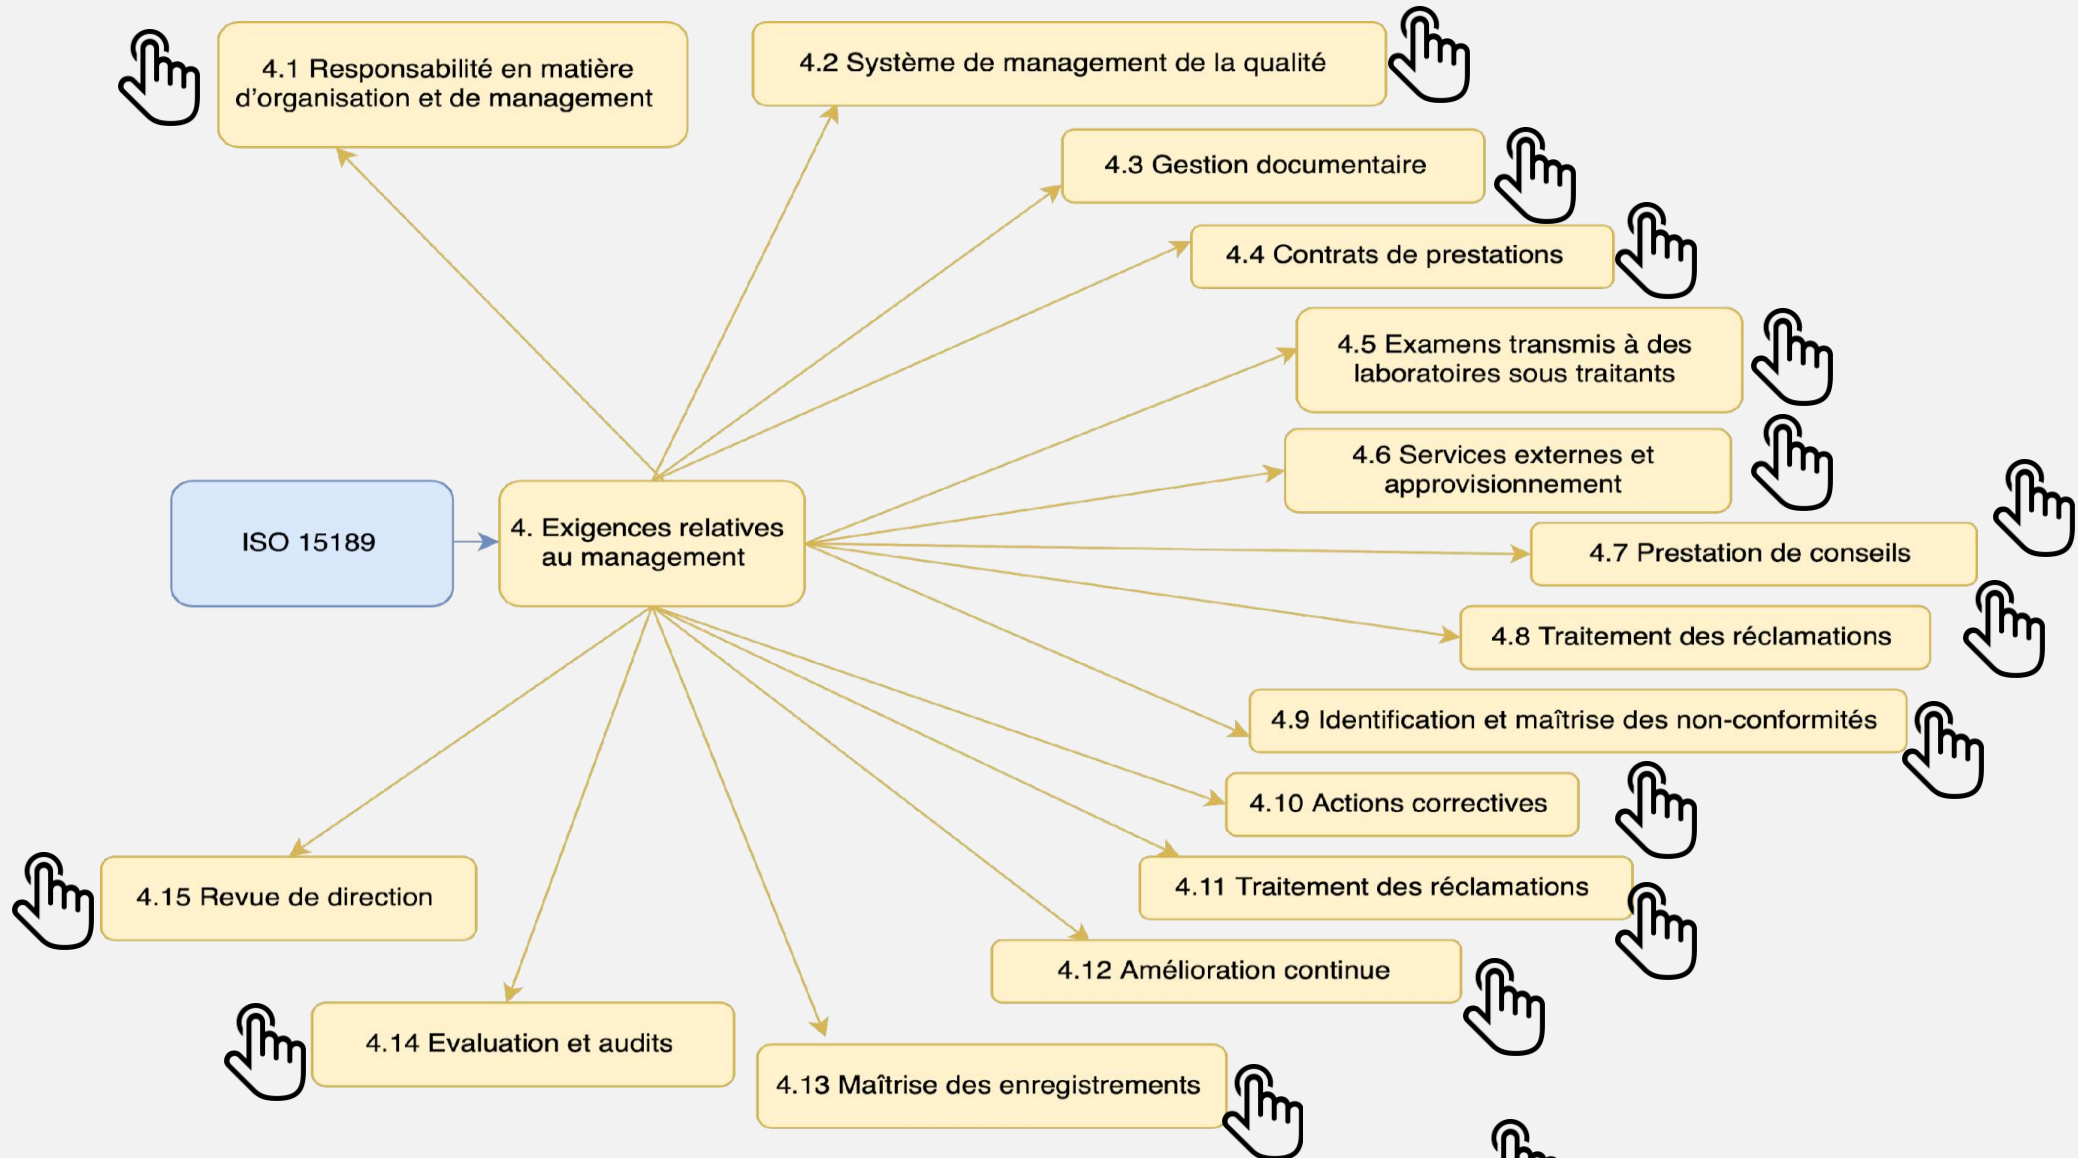 4.1 Responsabilité en matière
d'organisation et de management
4.2 Système de management de la qualité
4.3 Gestion documentaire
4.4 Contrats de prestations
4.5 Examens transmis à des
laboratoires sous traitants
4.6 Services externes et
approvisionnement
ISO 15189
4. Exigences relatives
au management
4.7 Prestation de conseils
4.8 Traitement des réclamations
4.9 Identification et maîtrise des non-conformités
4.10 Actions correctives
4.11 Traitement des réclamations
4.12 Amélioration continue
4.13 Maîtrise des enregistrements
4.14 Evaluation et audits
4.15 Revue de direction